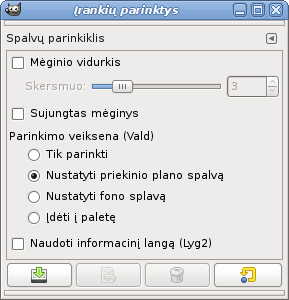 Įrankių parinktys
Spalvų parinkiklis
Mėginio vidurkis
Skersmuo:
3
Sujungtas mėginys
Parinkimo veiksena (Vald)
Tik parinkti
Nustatyti priekinio plano spalvą
Nustatyti fono splavą
Įdėti į paletę
Naudoti informacinį langą (Lyg2)